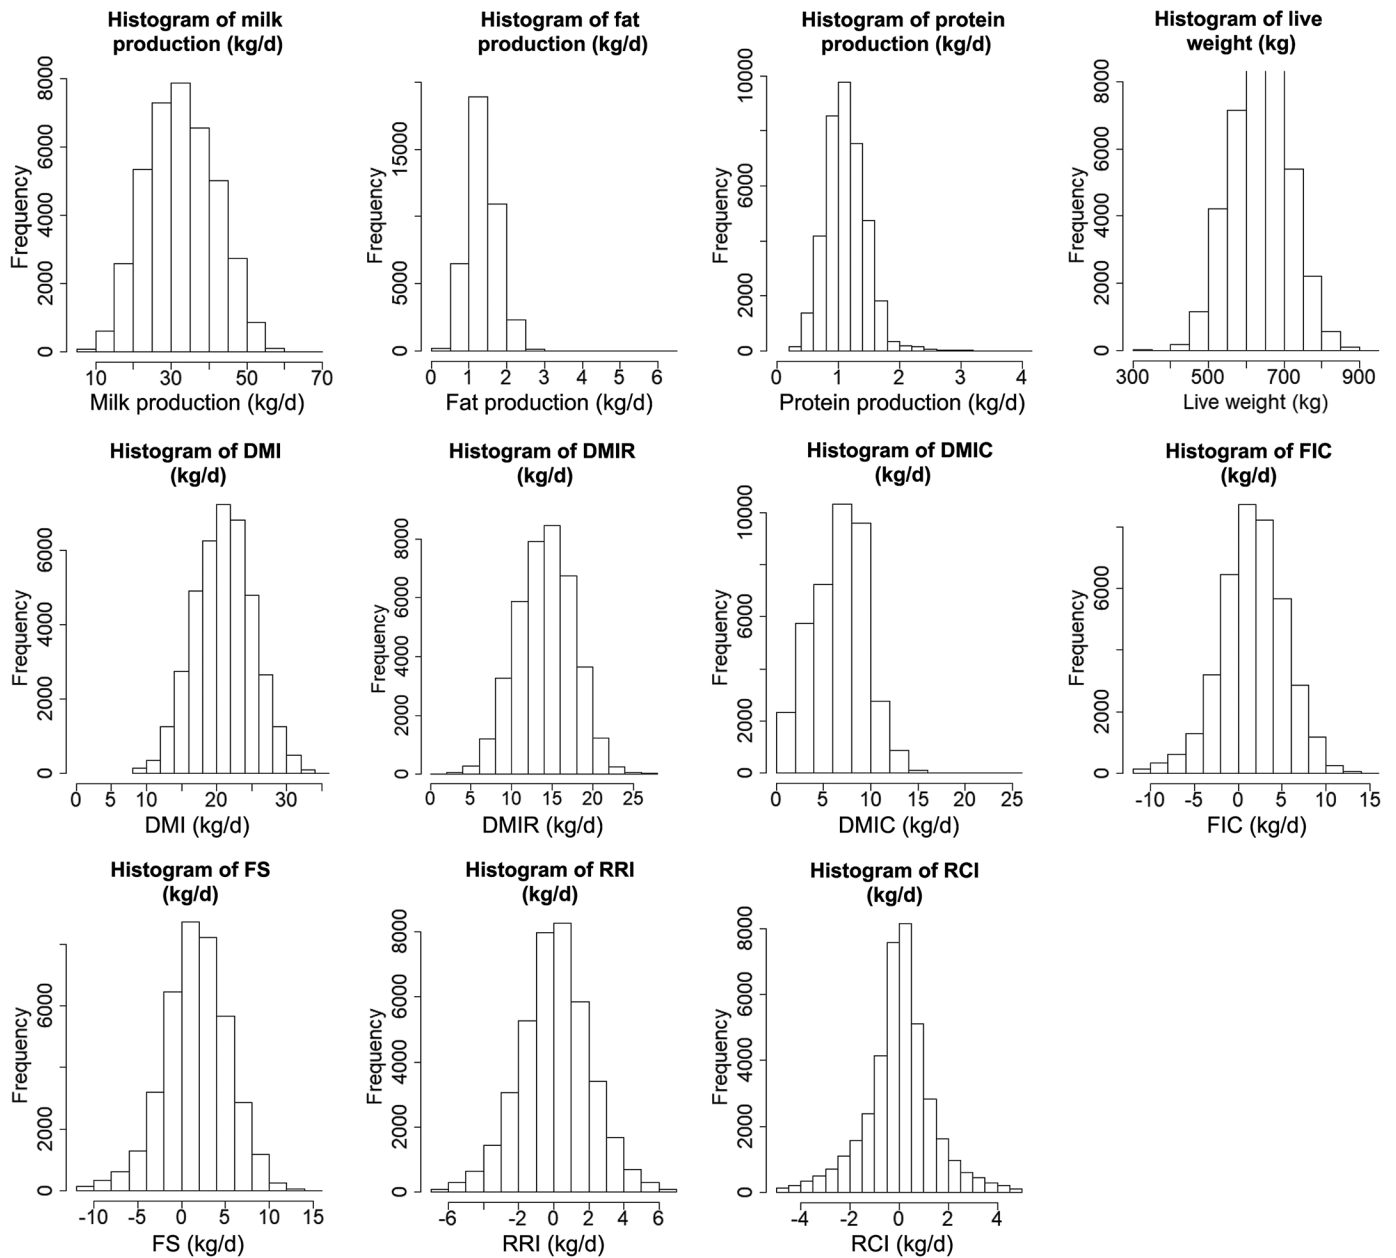 Histogram of milk
production (kg/d)
Frequency
0
2000
4000
6000
8000
10
30
50
70
Milk production (kg/d)
Histogram of fat
production (kg/d)
Frequency
0
5000
15000
0
1
2
3
4
5
6
Fat production (kg/d)
Histogram of protein
production (kg/d)
Frequency
0
2000
6000
10000
0
1
2
3
4
Protein production (kg/d)
Histogram of live
weight (kg)
Frequency
0
2000
4000
6000
8000
300
500
700
900
Live weight (kg)
Histogram of DMI
(kg/d)
Frequency
0
2000
4000
6000
0
5
10
20
30
DMI (kg/d)
Histogram of DMIR
(kg/d)
Frequency
0
2000
4000
6000
8000
0
5
10
15
20
25
DMIR (kg/d)
Histogram of DMIC
(kg/d)
Frequency
0
2000
6000
10000
0
5
10
15
20
25
DMIC (kg/d)
Histogram of FIC
(kg/d)
Frequency
0
2000
6000
-10
-5
0
5
10
15
FIC (kg/d)
Histogram of FS
(kg/d)
Frequency
0
2000
6000
-10
-5
0
5
10
15
FS (kg/d)
Histogram of RRI
(kg/d)
Frequency
0
2000
4000
6000
8000
-6
-2
0
2
4
6
RRI (kg/d)
Histogram of RCI
(kg/d)
Frequency
0
2000
4000
6000
8000
-4
-2
0
2
4
RCI (kg/d)